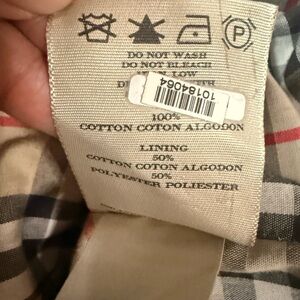 P
DO NOT WASH
DO NOT BLEACH
LOW
10184064
100%
COTTON COTON ALGODON
LINING
50%
COTTON COTON ALGODON
50%
POLYESTER POLIESTER